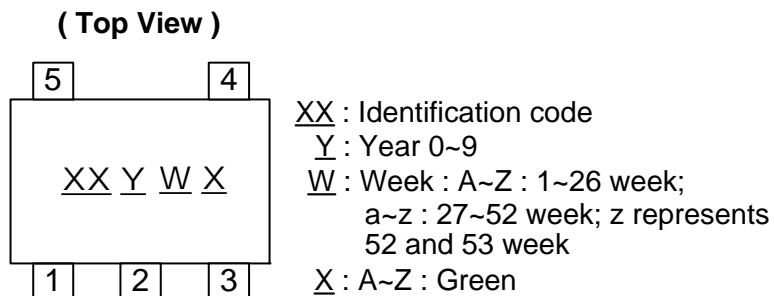 ( Top View )
5 4
XX Y W X
1 2 3
XX : Identification code
Y : Year 0~9
W : Week : A~Z : 1~26 week;
a~z : 27~52 week; z represents
52 and 53 week
X : A~Z : Green